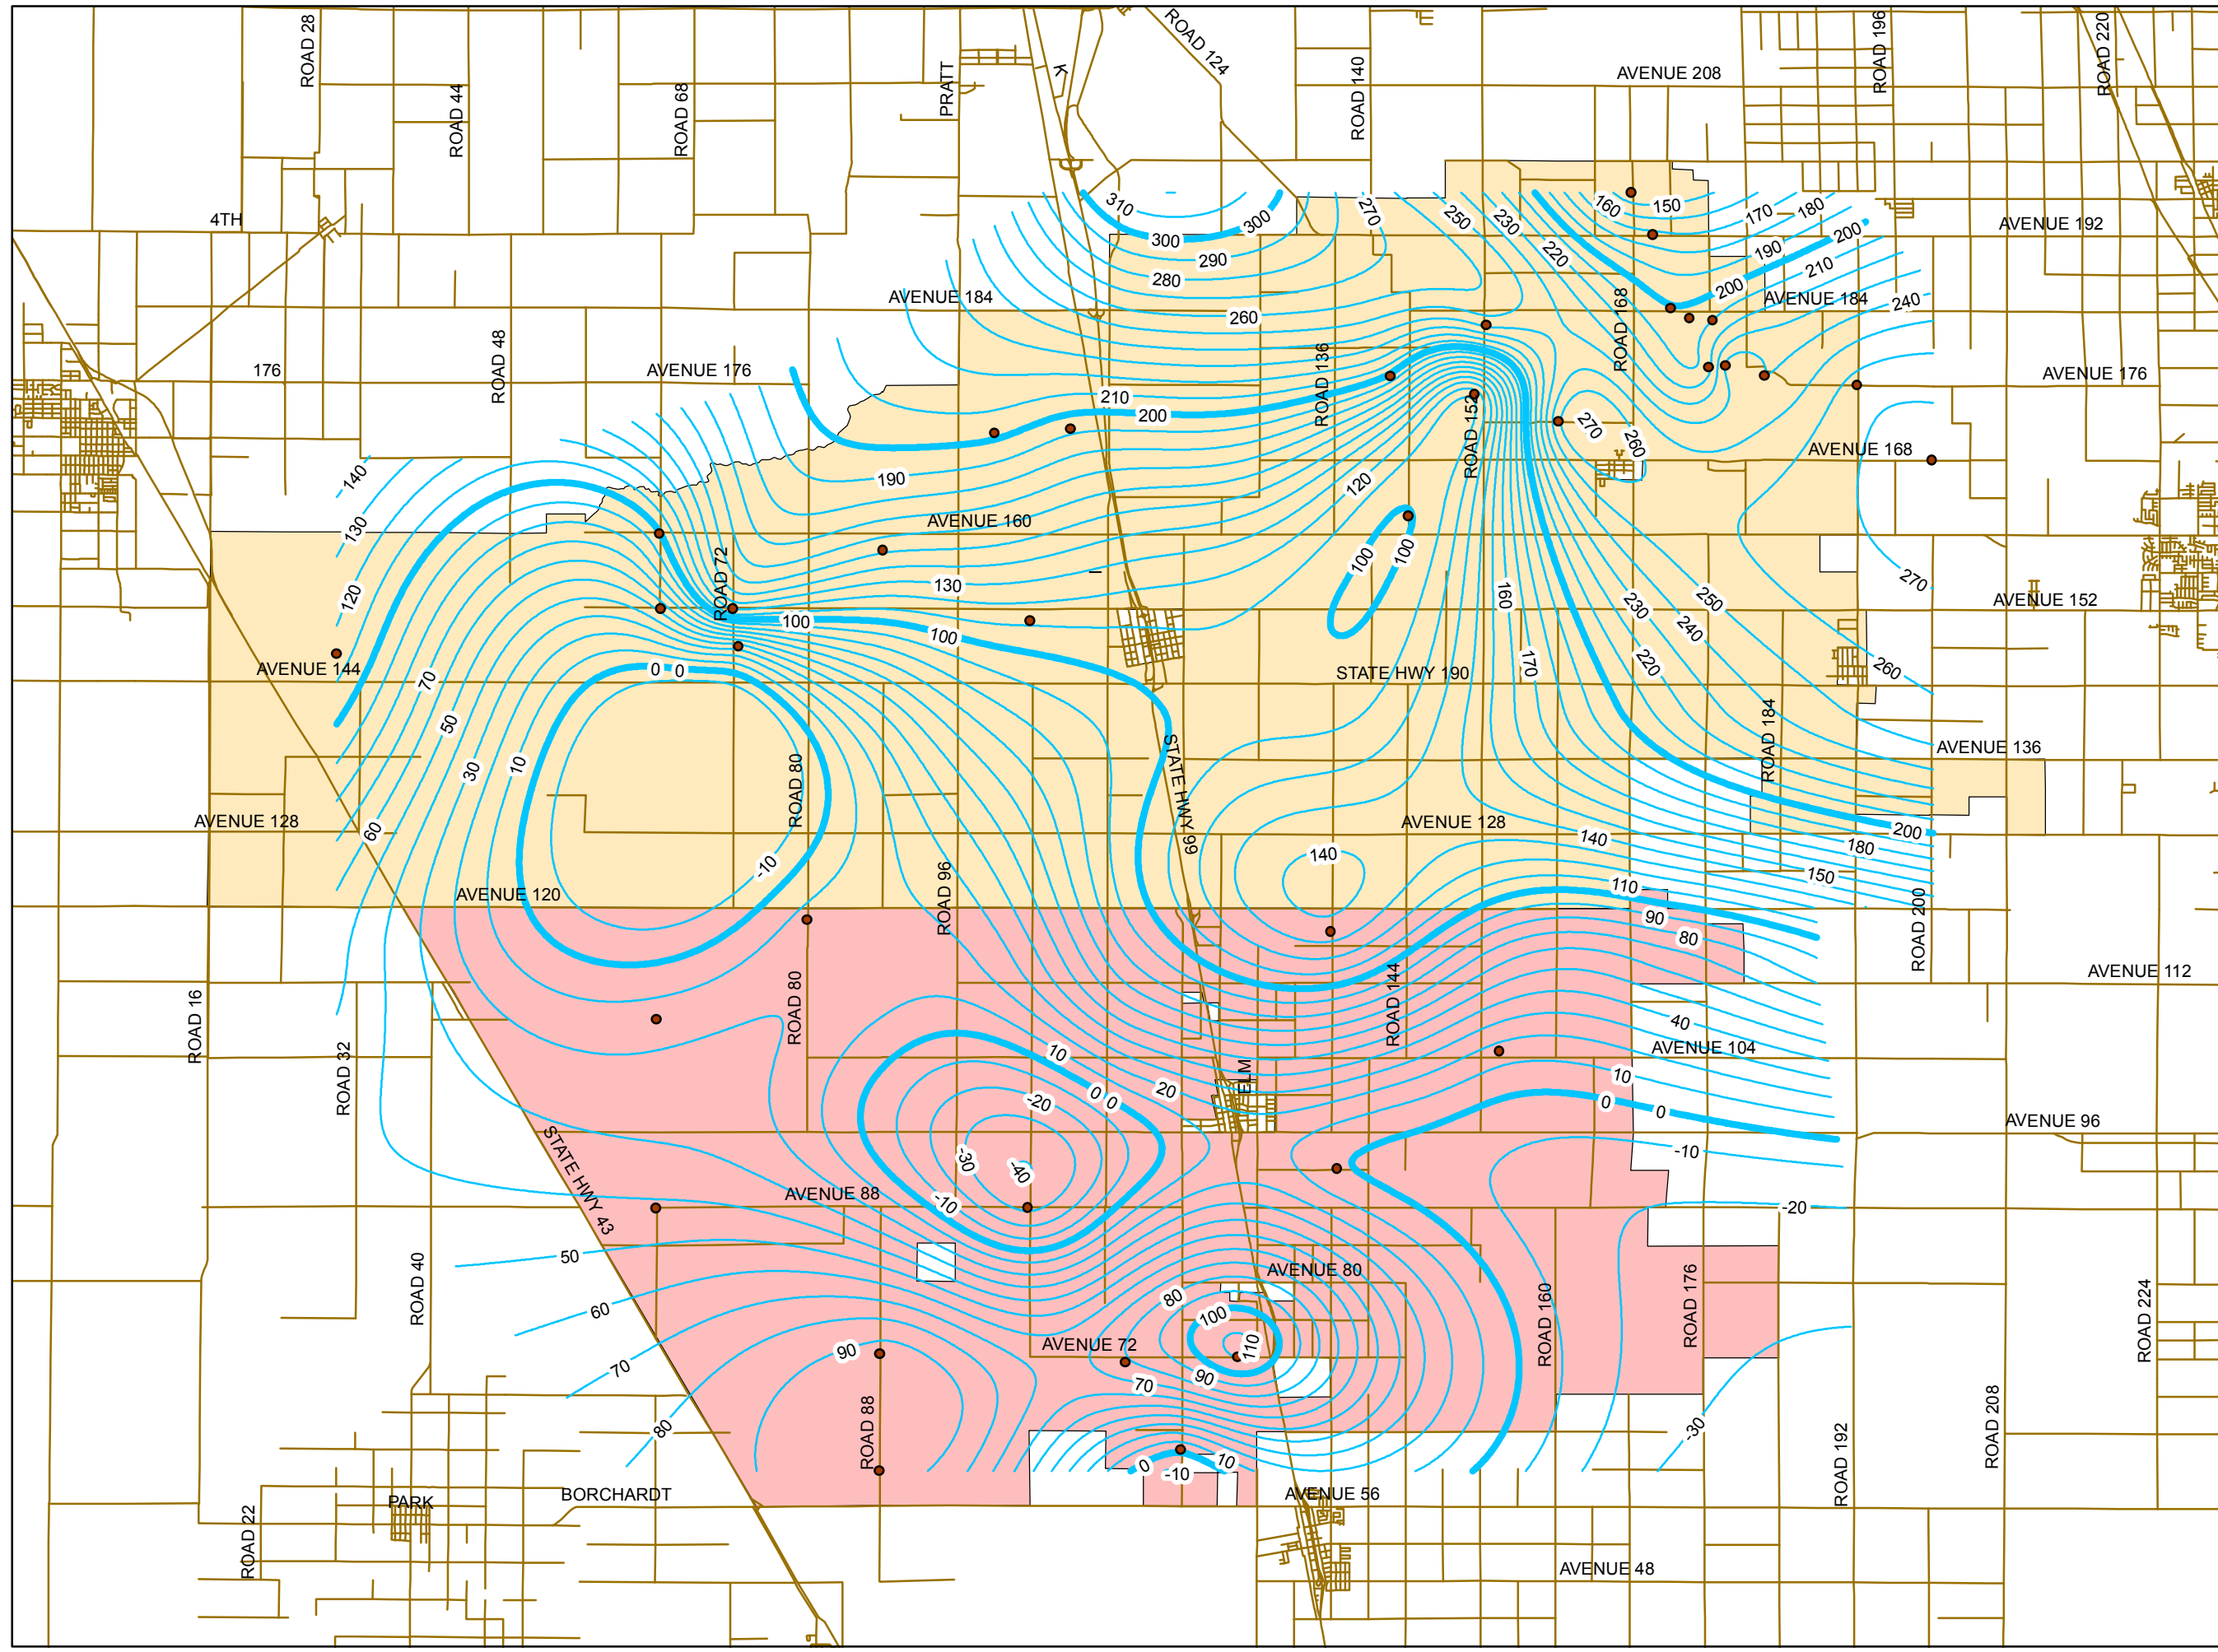 ROAD 28
ROAD 44
ROAD 68
PRATT
K
ROAD 124
ROAD 140
AVENUE 208
ROAD 196
ROAD 220
4TH
310
300
300
290
280
270
250
230
220
160
150
170
180
190
200
200
210
AVENUE 192
AVENUE 184
260
ROAD 168
AVENUE 184
240
176
ROAD 48
AVENUE 176
ROAD 136
210
200
ROAD 152
270
260
AVENUE 176
AVENUE 168
140
190
120
130
AVENUE 160
100
100
ROAD 72
130
120
160
250
230
240
270
AVENUE 152
I
100
100
AVENUE 144
70
0
0
STATE HWY 190
170
220
260
50
30
10
ROAD 80
STATE HWY 99
ROAD 184
AVENUE 136
AVENUE 128
60
-10
AVENUE 128
140
140
200
180
150
AVENUE 120
ROAD 96
110
90
80
ROAD 200
AVENUE 112
ROAD 16
ROAD 32
ROAD 80
ROAD 144
40
AVENUE 104
10
ELM
20
10
0
0
-20
0
0
AVENUE 96
-10
-30
-40
-10
STATE HWY 43
AVENUE 88
-20
50
AVENUE 80
ROAD 40
60
80
100
110
AVENUE 72
90
70
90
ROAD 160
ROAD 176
ROAD 224
70
80
ROAD 88
0
-10
10
-30
ROAD 192
ROAD 208
PARK
BORCHARDT
AVENUE 56
ROAD 22
AVENUE 48